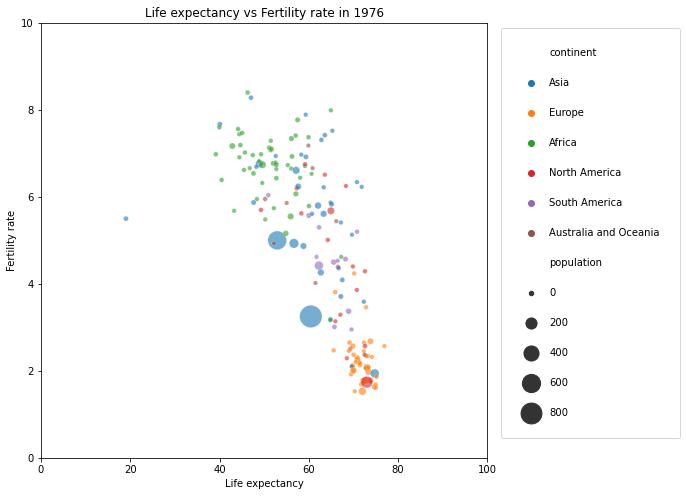 Life expectancy vs Fertility rate in 1976
10
8
6
4
2
0
Fertility rate
0 20 40 60 80 100
Life expectancy
continent
Asia
Europe
Africa
North America
South America
Australia and Oceania
population
0
200
400
600
800